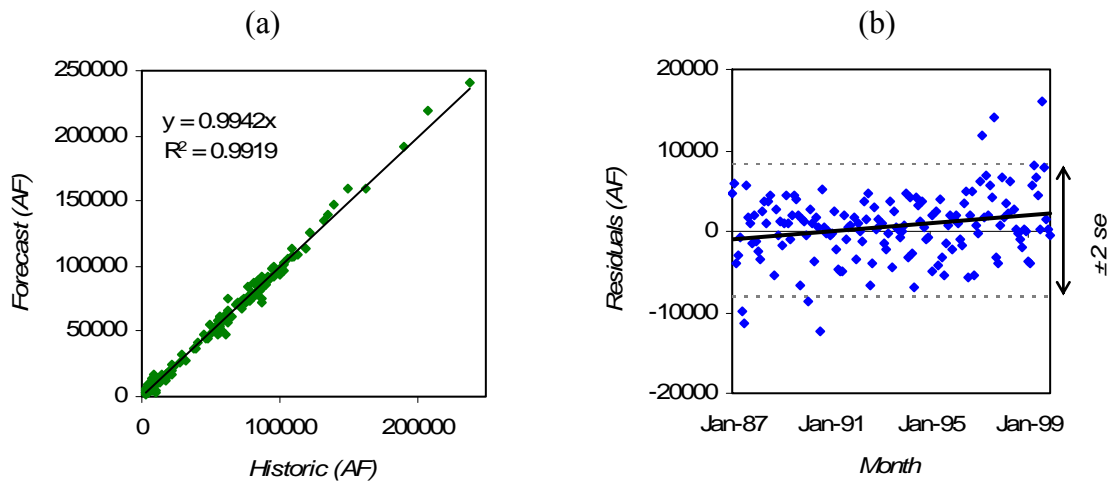 (a)
250000
200000
150000
100000
50000
0
y = 0.9942x
R² = 0.9919
Forecast (AF)
0
100000
200000
Historic (AF)
(b)
20000
10000
0
-10000
-20000
Residuals (AF)
±2 se
Jan-87
Jan-91
Jan-95
Jan-99
Month